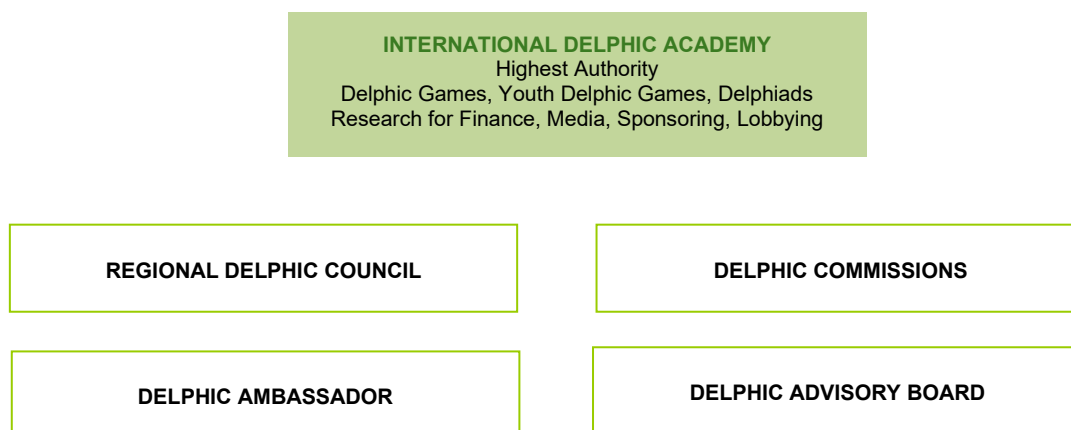 INTERNATIONAL DELPHIC ACADEMY
Highest Authority
Delphic Games, Youth Delphic Games, Delphiads
Research for Finance, Media, Sponsoring, Lobbying
REGIONAL DELPHIC COUNCIL
DELPHIC COMMISSIONS
DELPHIC AMBASSADOR
DELPHIC ADVISORY BOARD